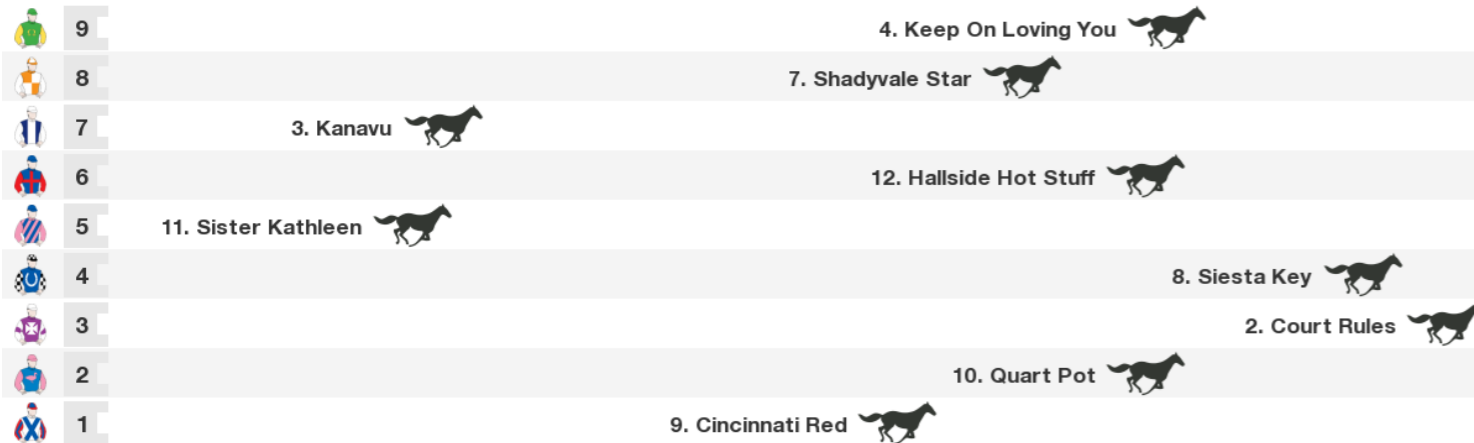 9 4. Keep On Loving You
8 7. Shadyvale Star
7 3. Kanavu
6 12. Hallside Hot Stuff
5 11. Sister Kathleen
4 8. Siesta Key
3 2. Court Rules
2 10. Quart Pot
1 9. Cincinnati Red